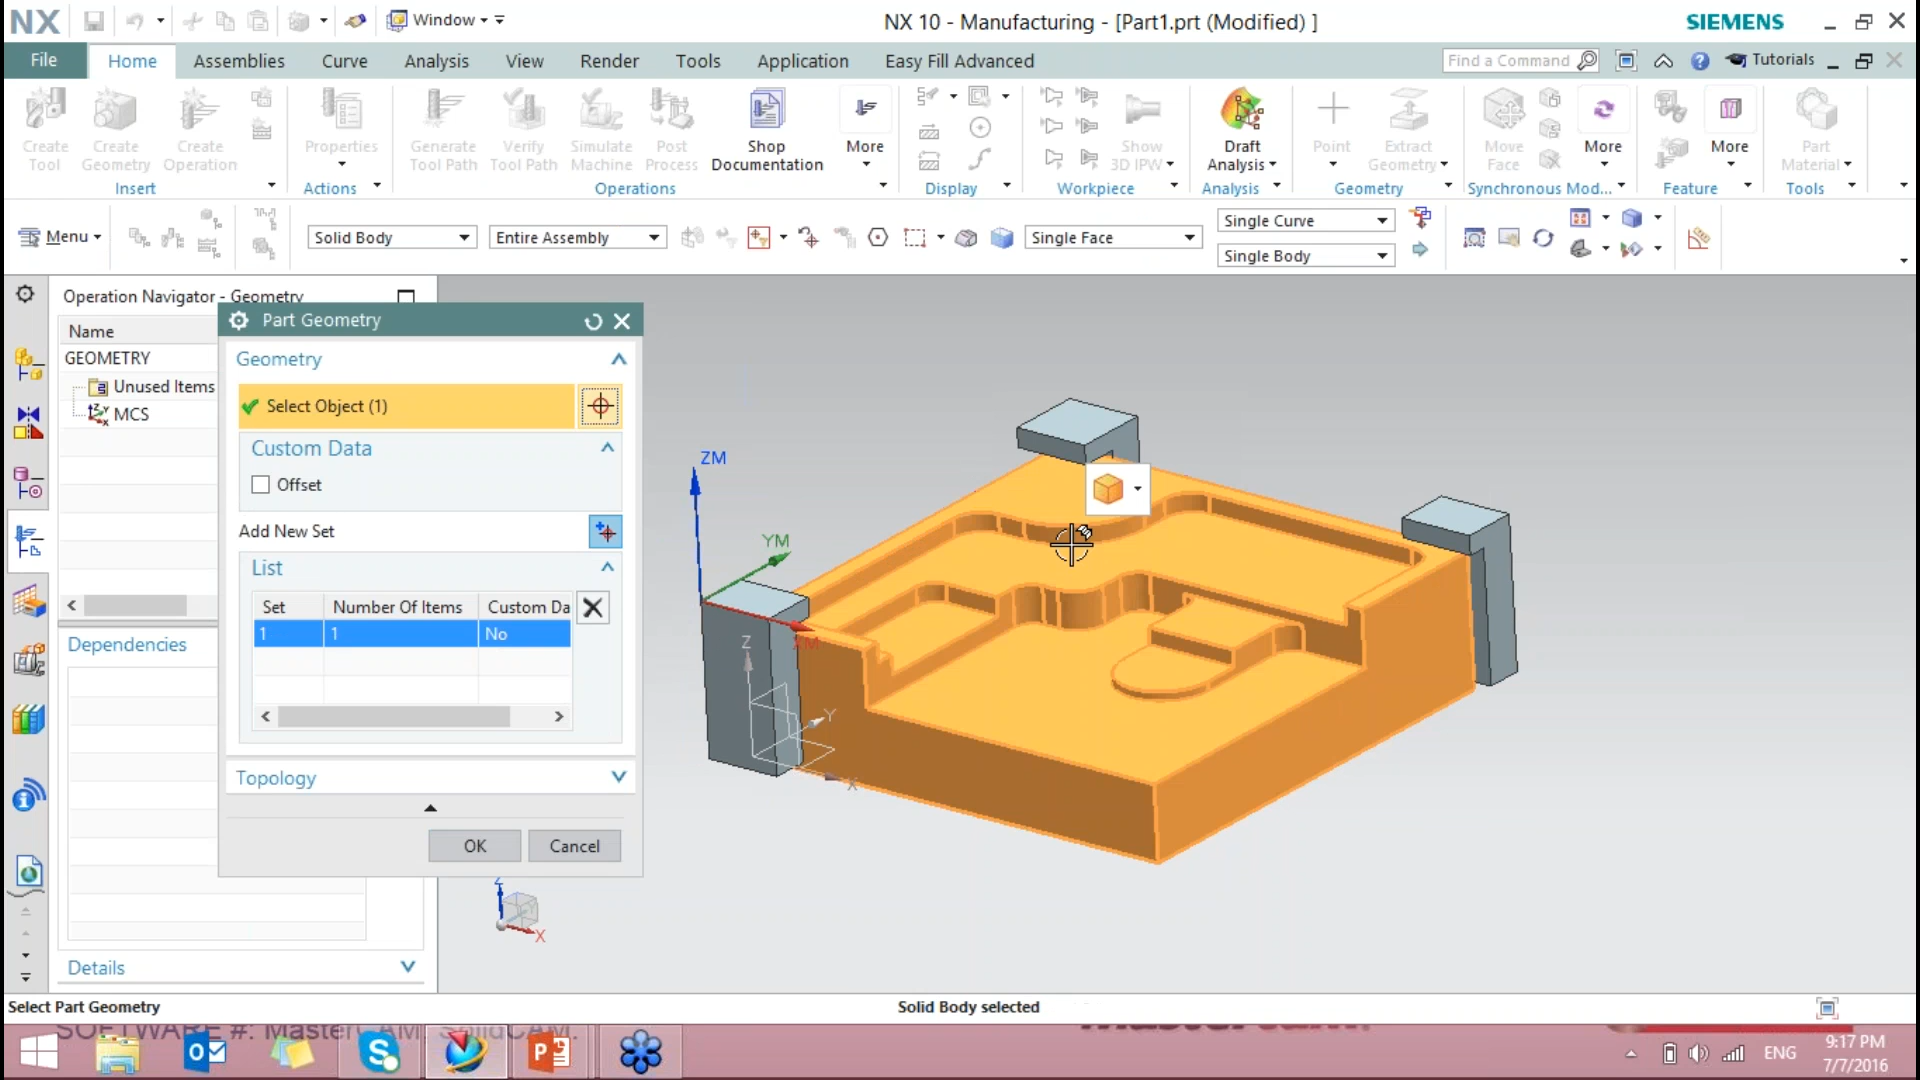 NX
Window
NX 10 - Manufacturing - [Part1.prt (Modified) ]
SIEMENS
File
Home
Assemblies
Curve
Analysis
View
Render
Tools
Application
Easy Fill Advanced
Find a Command
Tutorials
Create Tool
Create Geometry
Create Operation
Properties
Generate Tool Path
Verify Tool Path
Simulate Machine
Post Process
Shop Documentation
More
Show 3D IPW
Draft Analysis
Point
Extract Geometry
Move Face
More
More
Part Material
Insert
Actions
Operations
Display
Workpiece
Analysis
Geometry
Synchronous Mod...
Feature
Tools
Menu
Solid Body
Entire Assembly
Single Face
Single Curve
Single Body
Operation Navigator - Geometry
Name
GEOMETRY
Unused Items
MCS
Dependencies
Details
Part Geometry
Geometry
Select Object (1)
Custom Data
Offset
Add New Set
List
Set
Number Of Items
Custom Da
1
1
No
Topology
OK
Cancel
ZM
YM
XM
Z
Y
X
Z
X
Select Part Geometry
Solid Body selected
SOFTWARE #: MasterCAM, SolidCAM.
ENG
9:17 PM
7/7/2016